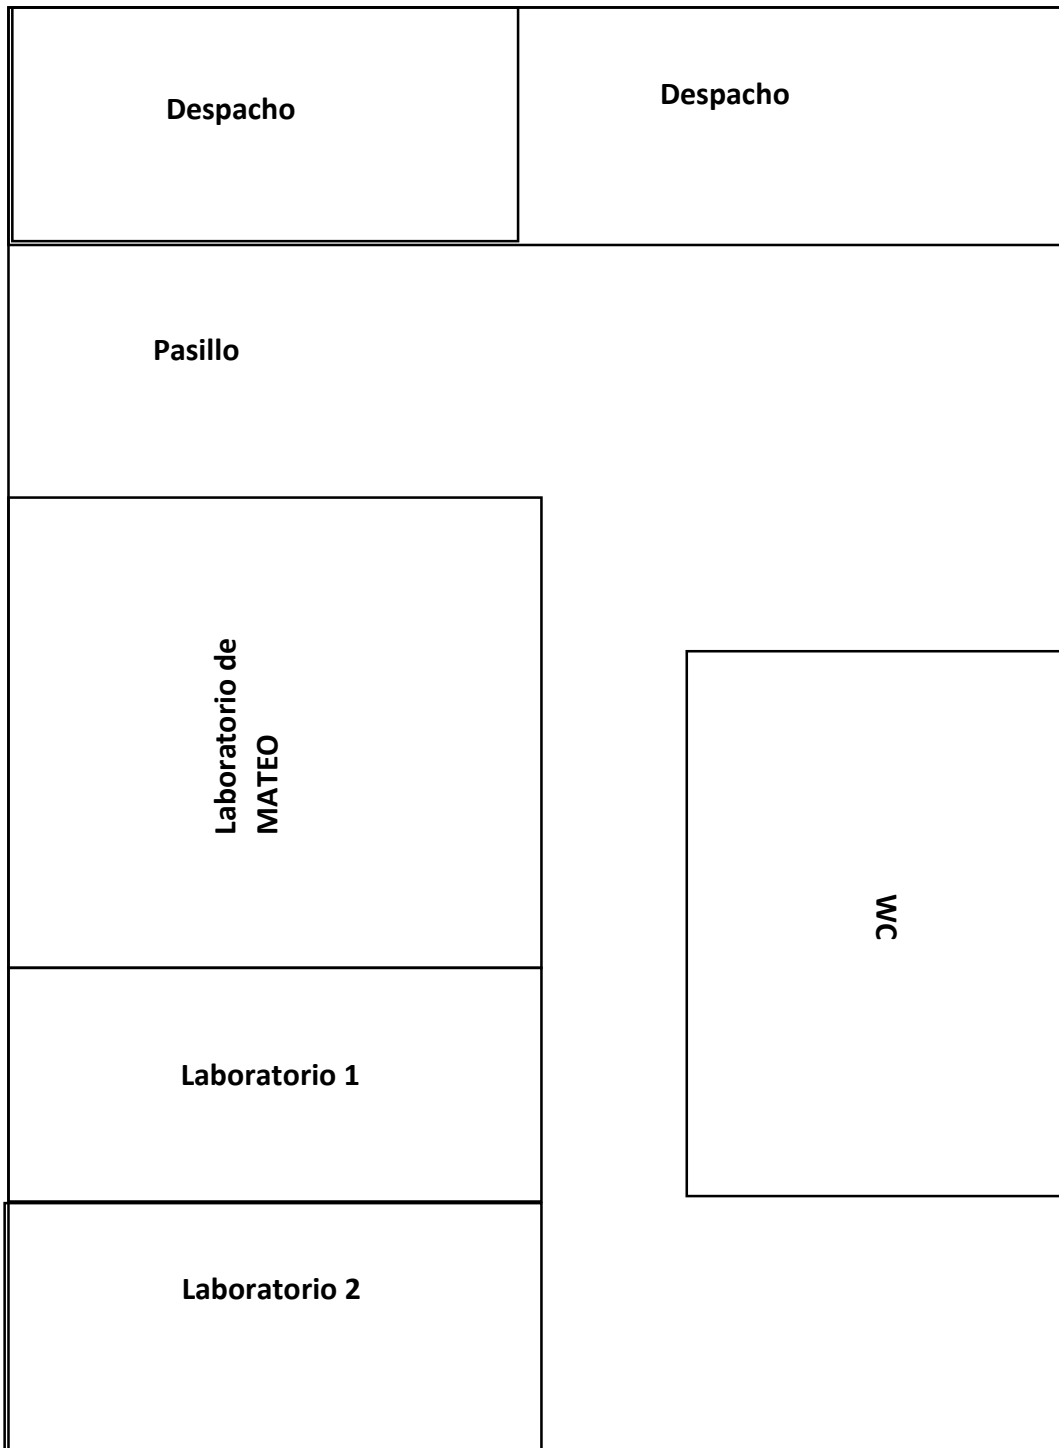 Despacho
Despacho
Pasillo
Laboratorio de
MATEO
WC
Laboratorio 1
Laboratorio 2